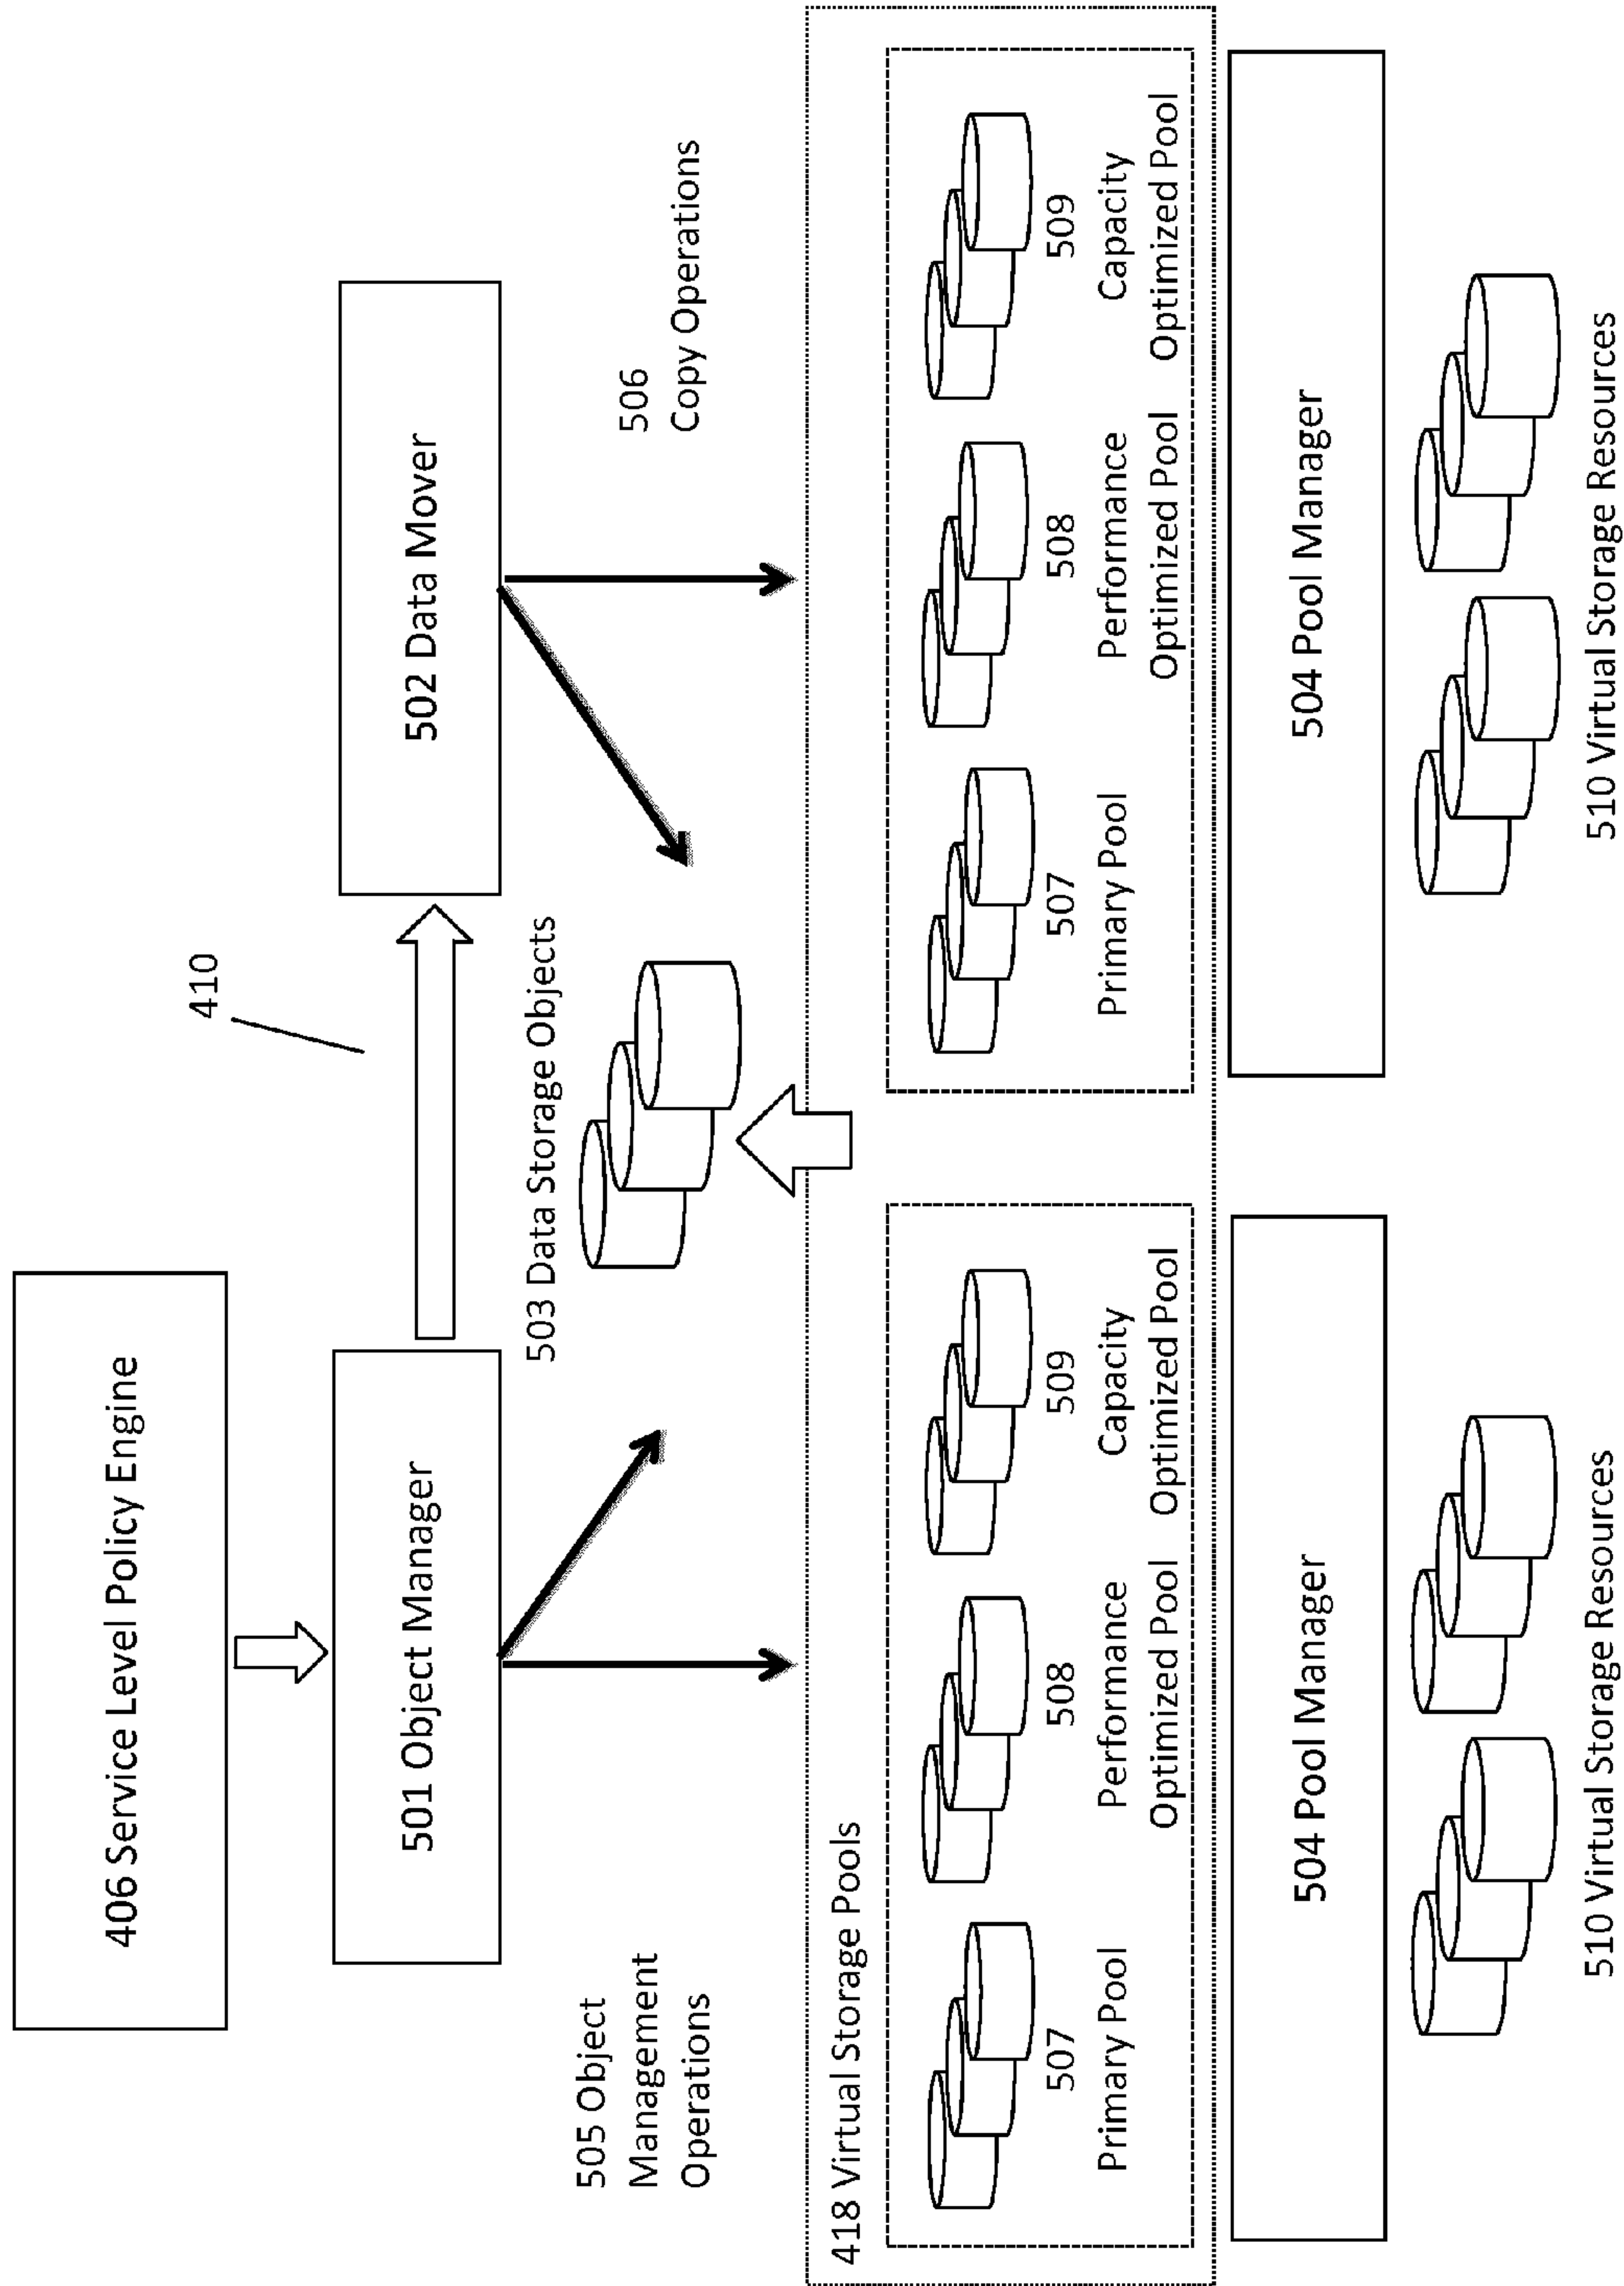 406 Service Level Policy Engine
410
501 Object Manager
502 Data Mover
503 Data Storage Objects
505 Object
Management
Operations
506
Copy Operations
418 Virtual Storage Pools
507
Primary Pool
508
Performance
Optimized Pool
509
Capacity
Optimized Pool
507
Primary Pool
508
Performance
Optimized Pool
509
Capacity
Optimized Pool
504 Pool Manager
504 Pool Manager
510 Virtual Storage Resources
510 Virtual Storage Resources